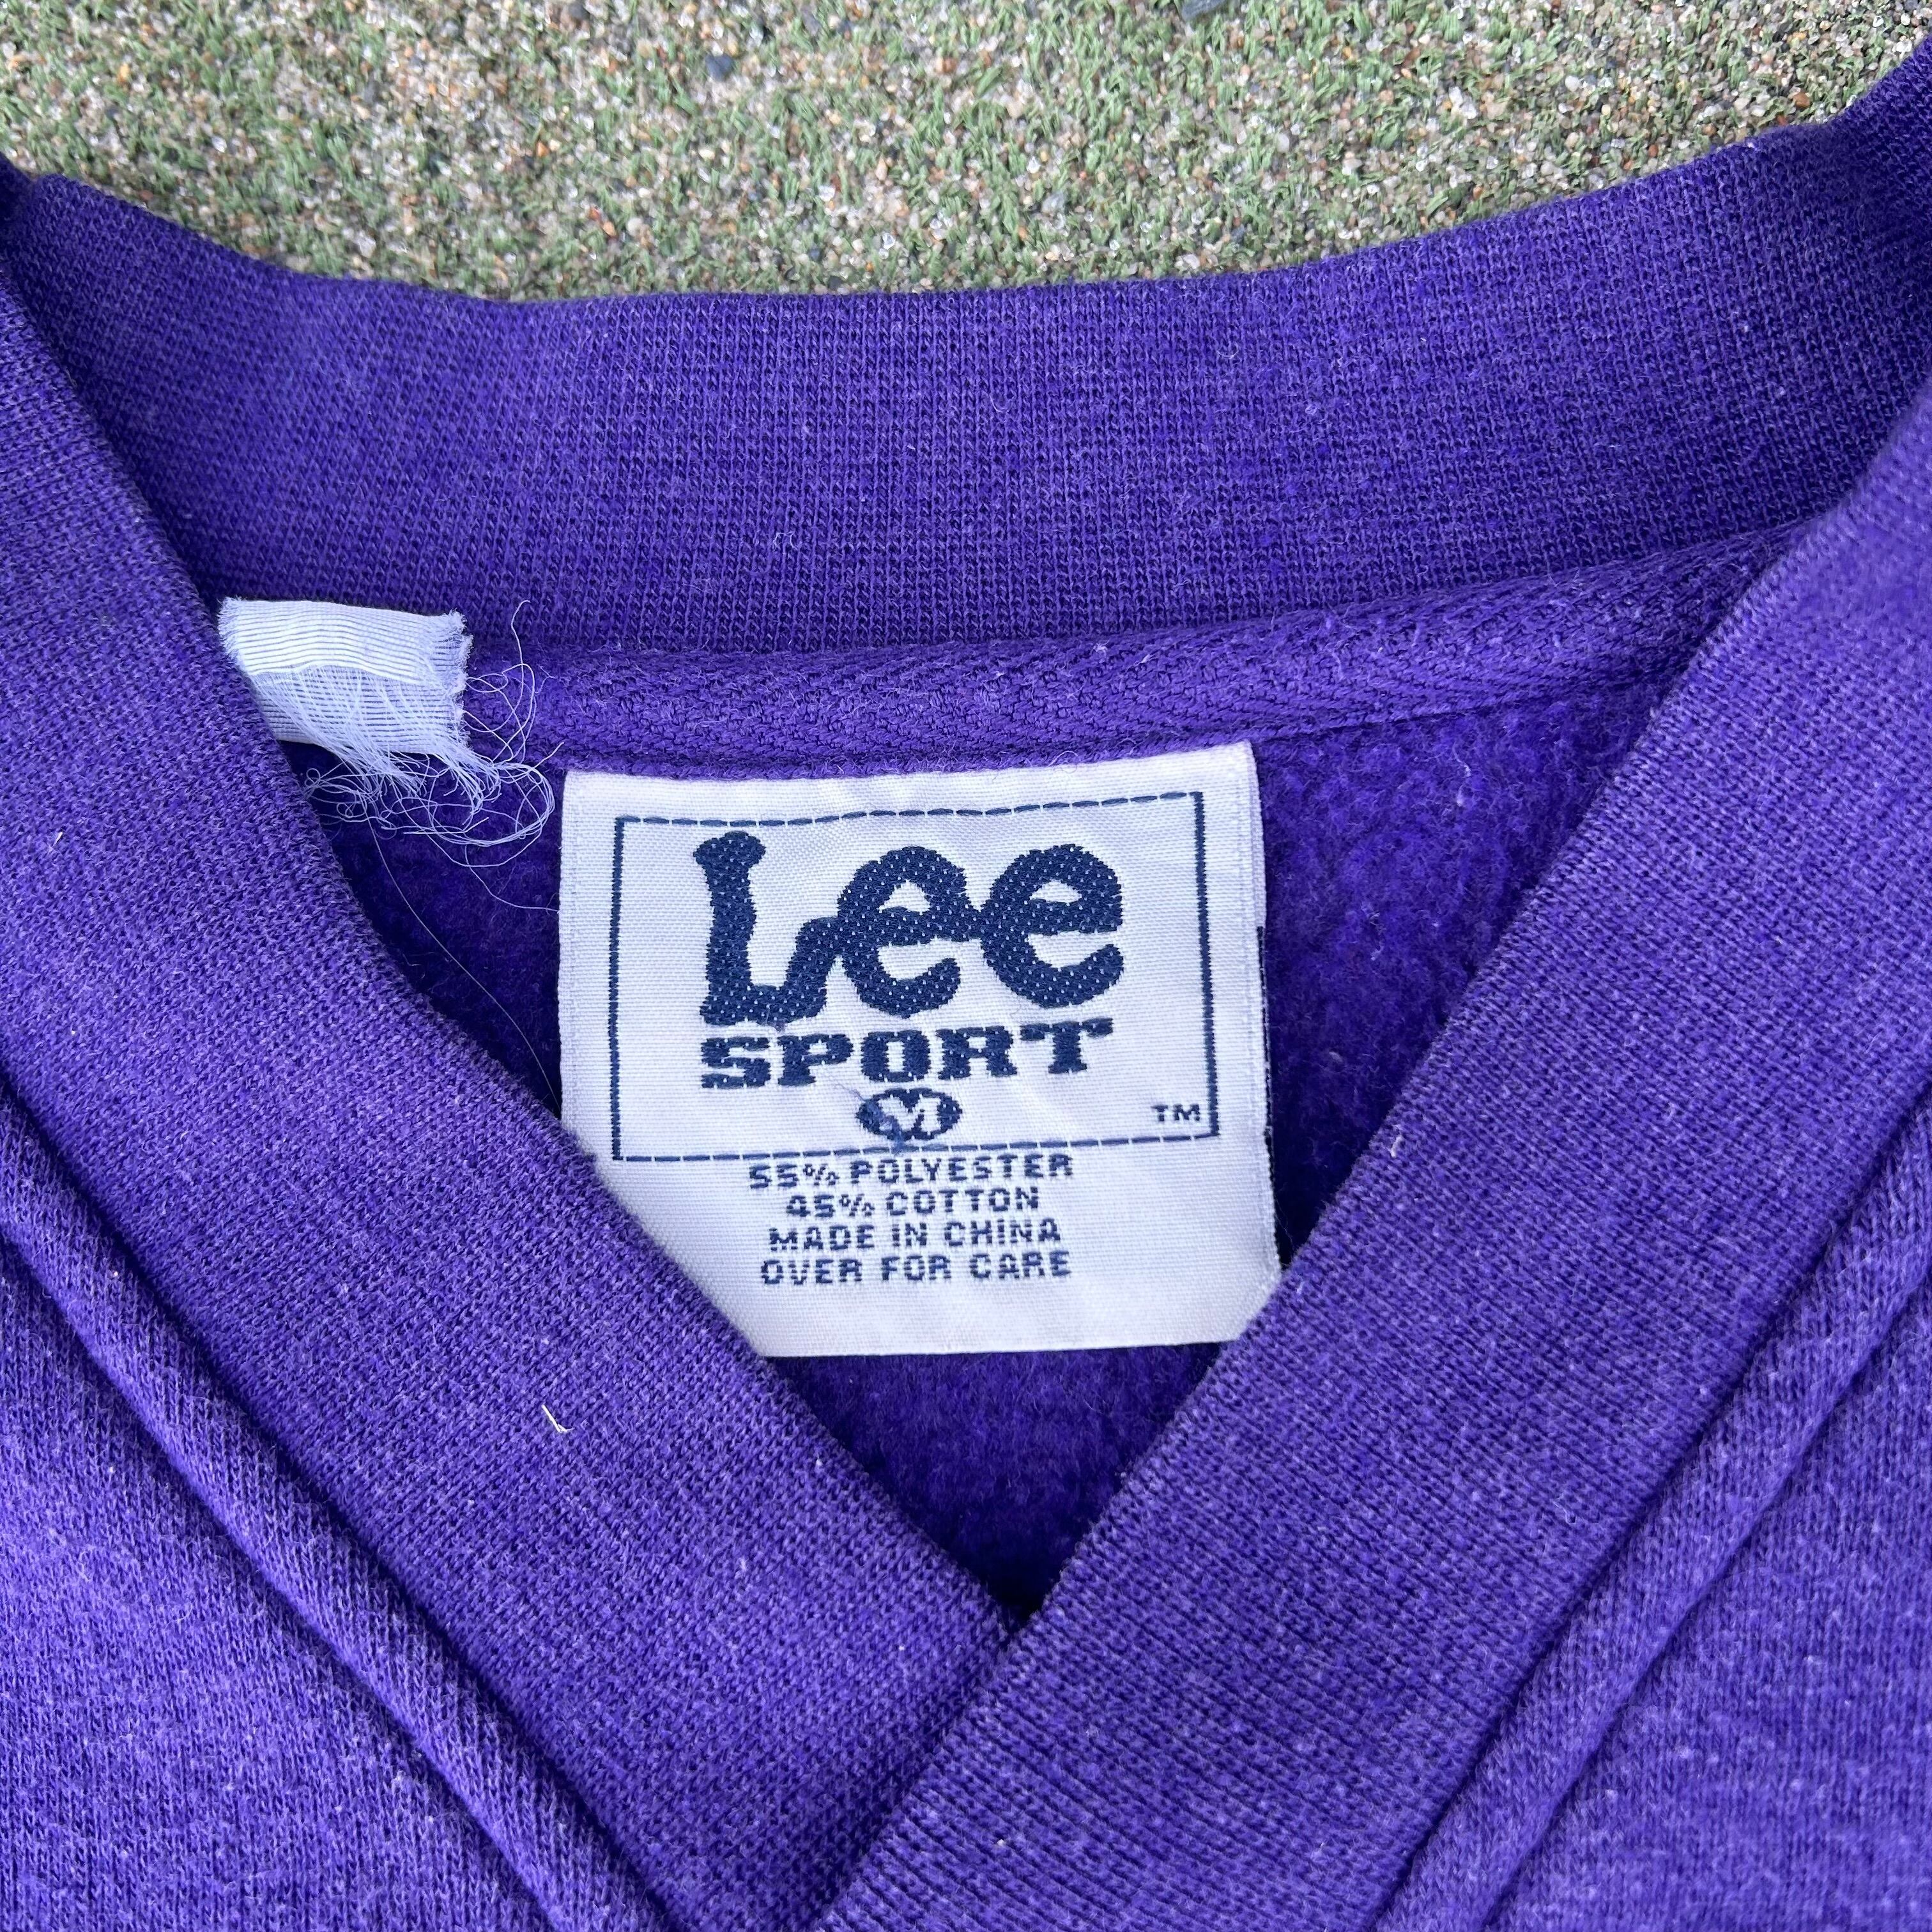 Lee
SPORT
M
TM
55% POLYESTER
45% COTTON
MADE IN CHINA
OVER FOR CARE